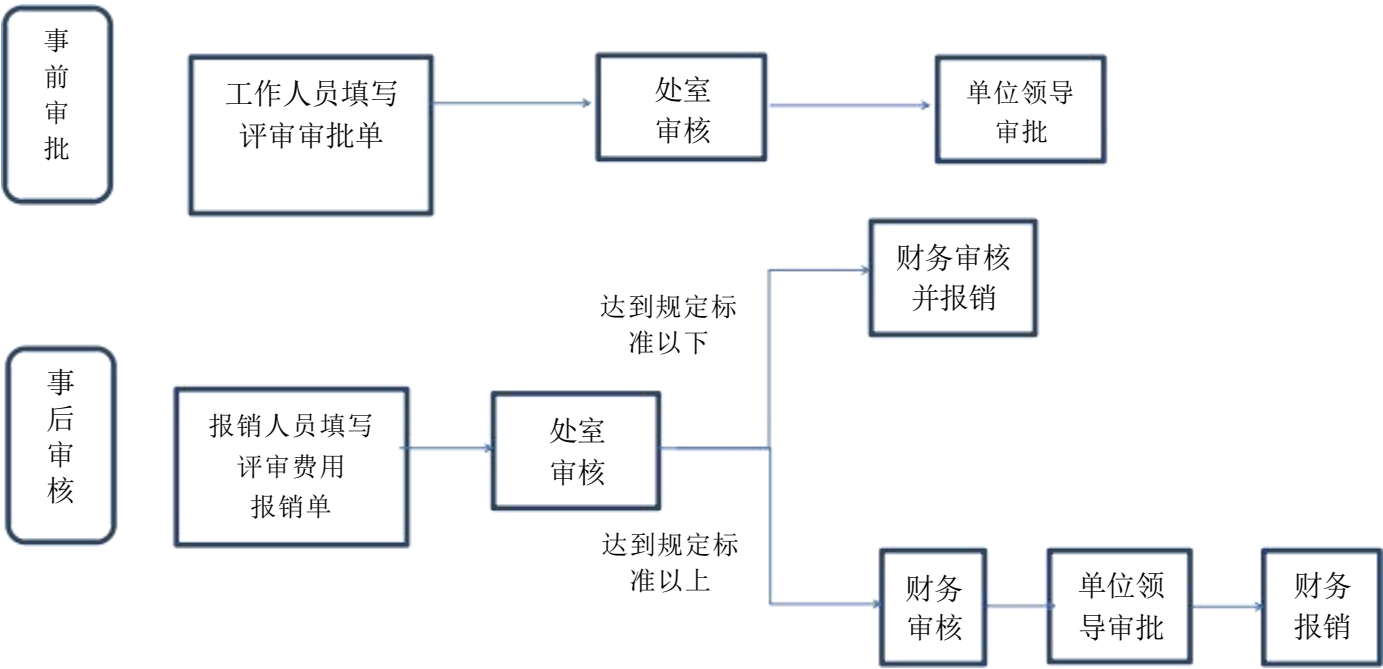 事
前
审
批
工作人员填写
评审审批单
处室
审核
单位领导
审批
财务审核
并报销
达到规定标
准以下
事
后
审
核
报销人员填写
评审费用
报销单
处室
审核
达到规定标
准以上
财务
审核
单位领
导审批
财务
报销